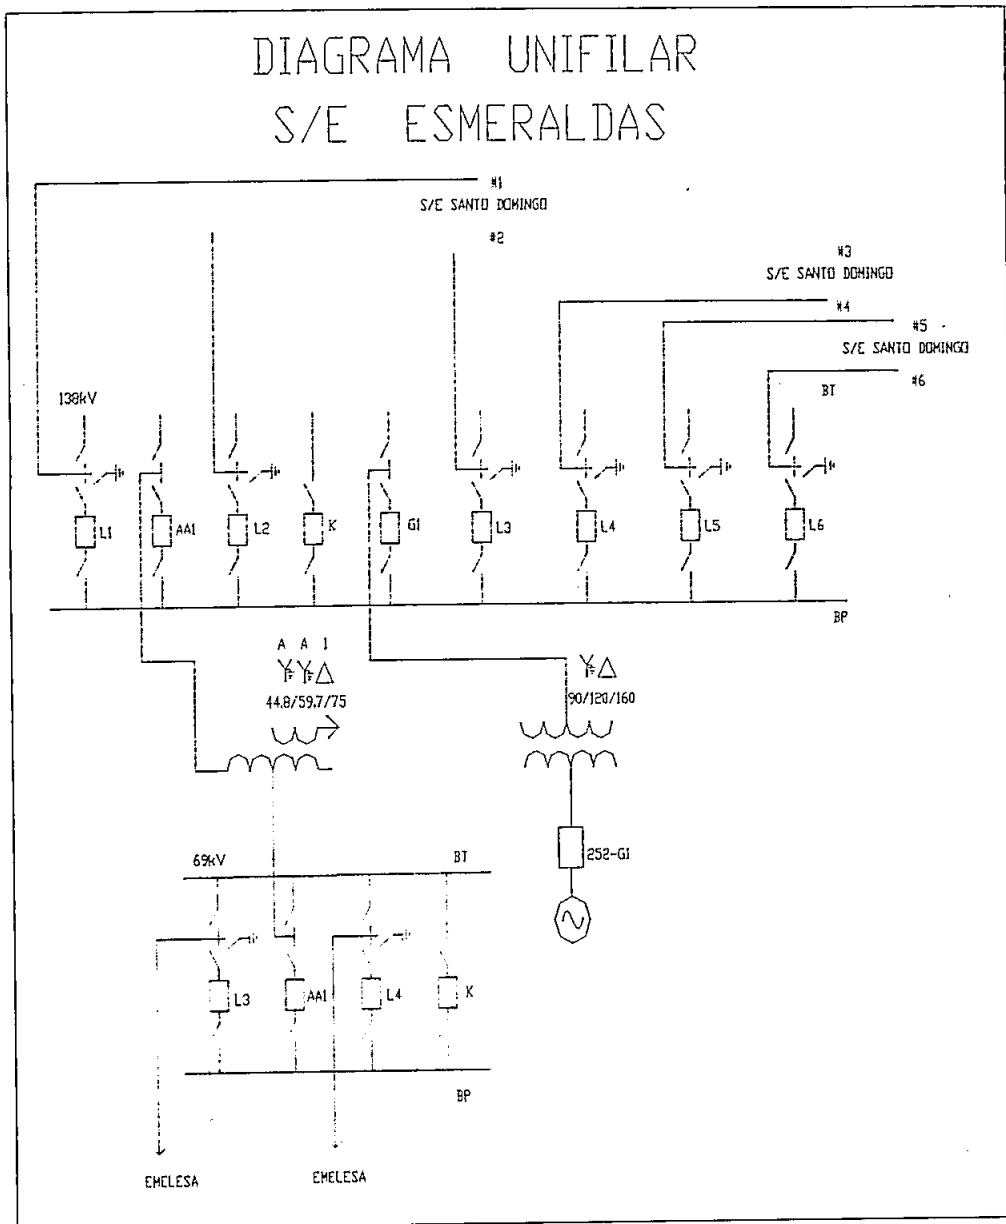 DIAGRAMA UNIFILAR
S/E ESMERALDAS
#1
S/E SANTO DOMINGO
#2
#3
S/E SANTO DOMINGO
#4
#5
S/E SANTO DOMINGO
#6
BT
138kV
L1
AA1
L2
K
G1
L3
L4
L5
L6
BP
A A 1
44.8/59.7/75
90/120/160
252-G1
69kV
BT
L3
AA1
L4
K
BP
EMELESA
EMELESA